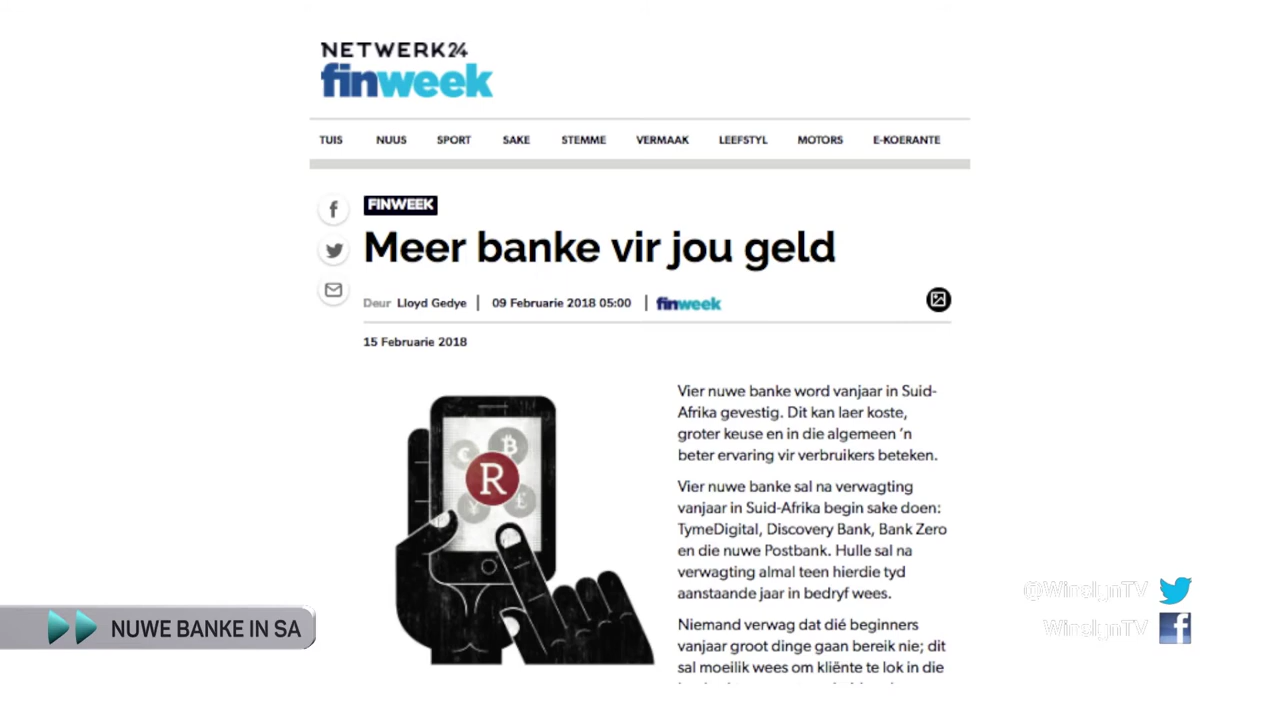 NETWERK24
finweek
TUIS NUUS SPORT SAKE STEMME VERMAAK LEEFSTYL MOTORS E-KOERANTE
FINWEEK
Meer banke vir jou geld
Deur Lloyd Gedye | 09 Februarie 2018 05:00 | finweek
15 Februarie 2018
Vier nuwe banke word vanjaar in Suid-
Afrika gevestig. Dit kan laer koste,
groter keuse en in die algemeen ’n
beter ervaring vir verbruikers beteken.
Vier nuwe banke sal na verwagting
vanjaar in Suid-Afrika begin sake doen:
TymeDigital, Discovery Bank, Bank Zero
en die nuwe Postbank. Hulle sal na
verwagting almal teen hierdie tyd
aanstaande jaar in bedryf wees.
Niemand verwag dat dié beginners
vanjaar groot dinge gaan bereik nie; dit
sal moeilik wees om kliënte te lok in die
R
@WinslynTV
WinslynTV
NUWE BANKE IN SA